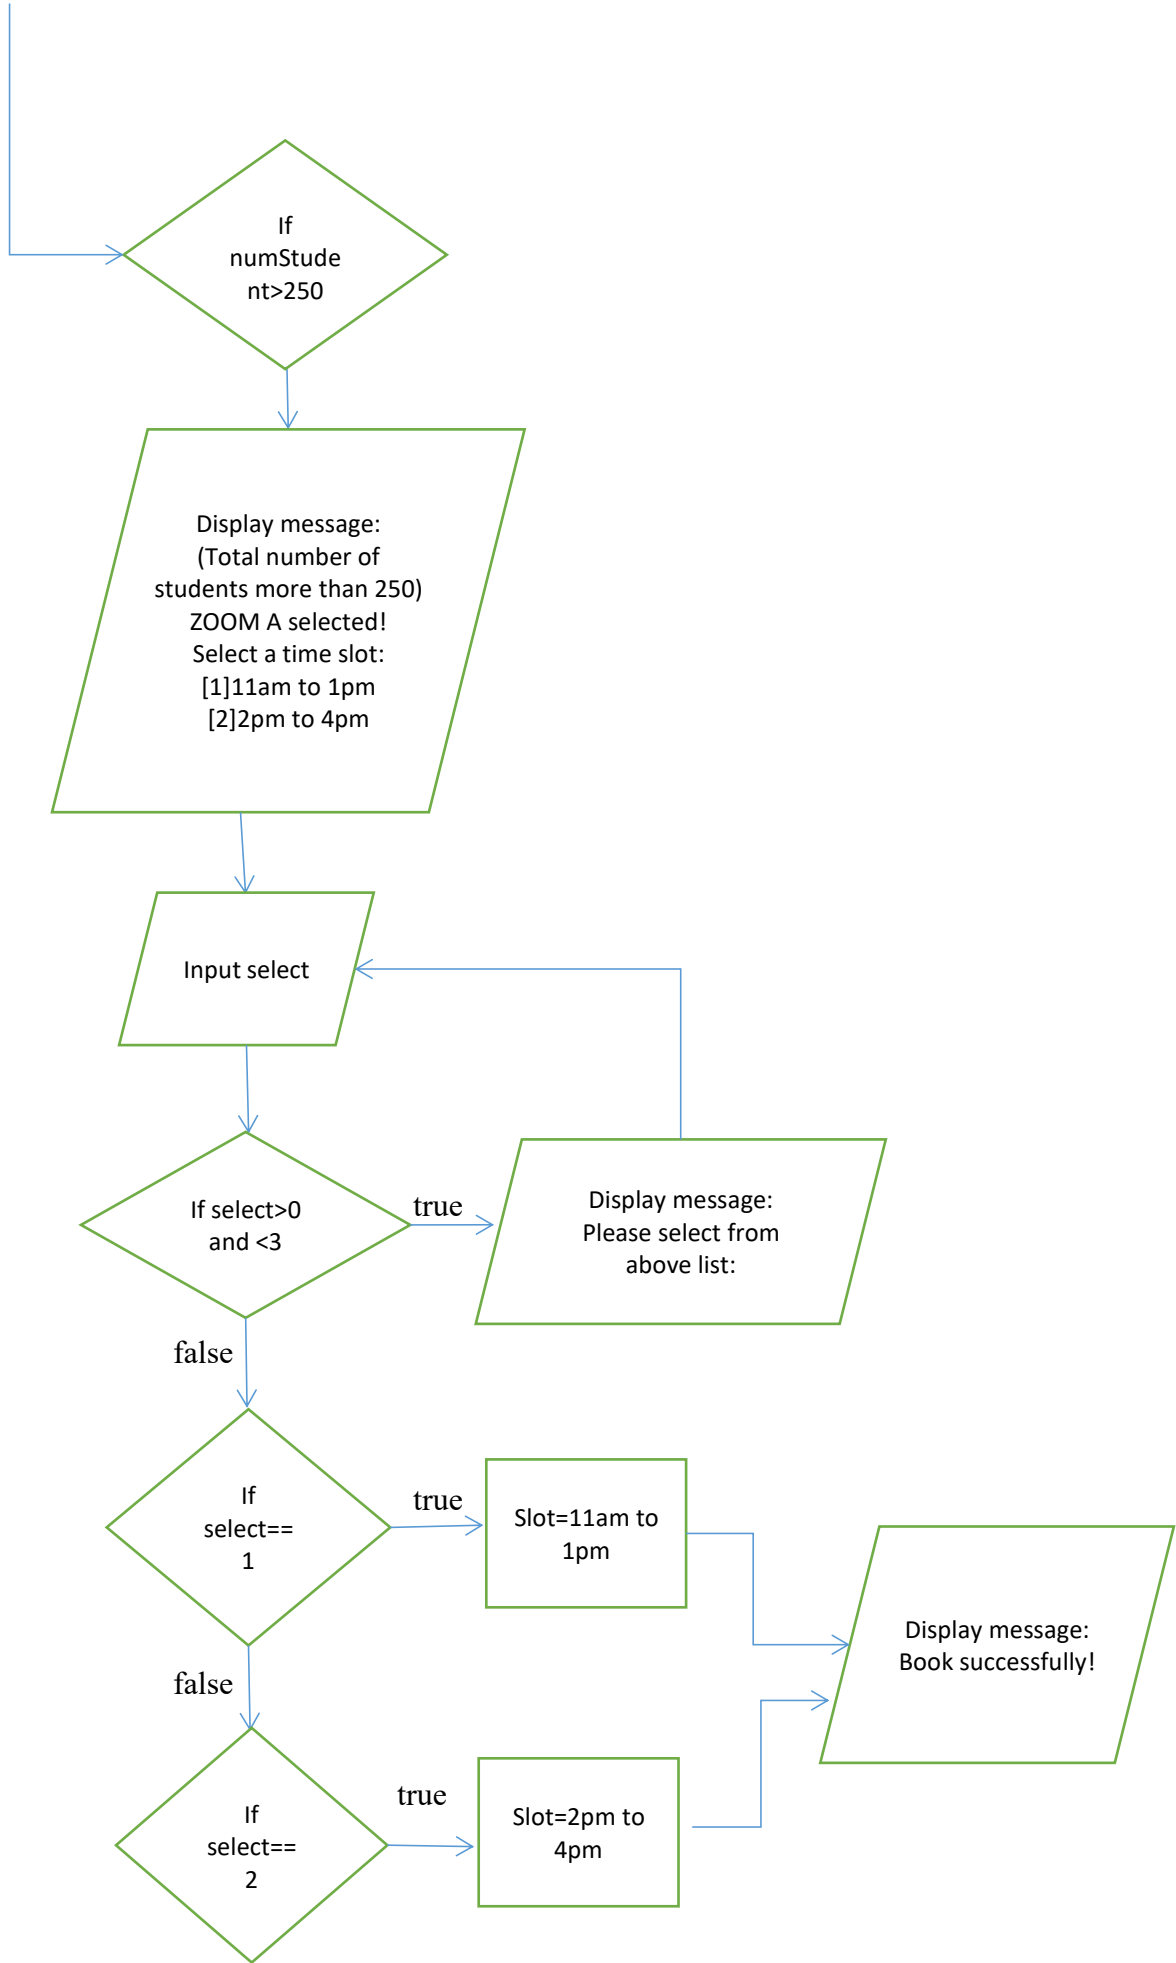 If
numStude
nt>250
Display message:
(Total number of
students more than 250)
ZOOM A selected!
Select a time slot:
[1]11am to 1pm
[2]2pm to 4pm
Input select
If select>0
and <3
true
Display message:
Please select from
above list:
false
If
select==
1
true
Slot=11am to
1pm
Display message:
Book successfully!
false
If
select==
2
true
Slot=2pm to
4pm